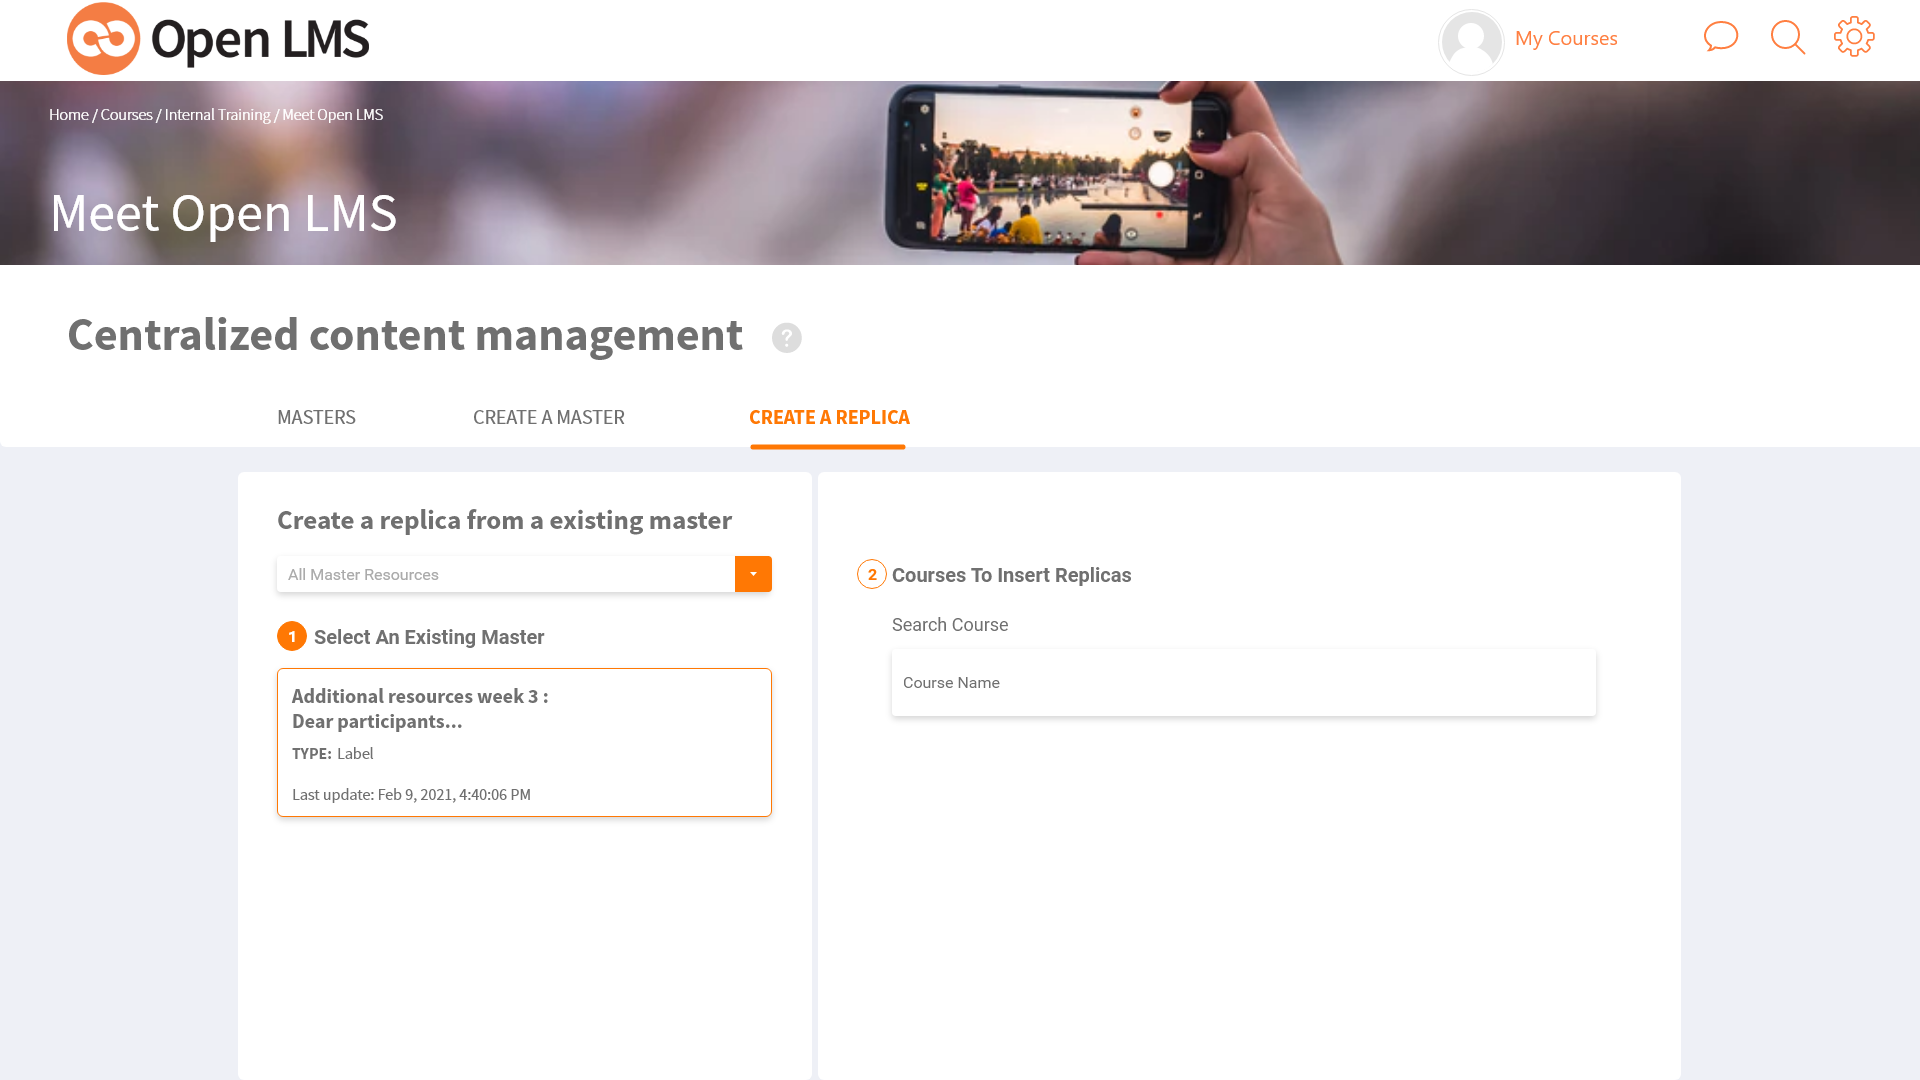 Open LMS
My Courses
Home / Courses / Internal Training / Meet Open LMS
Meet Open LMS
Centralized content management ?
MASTERS
CREATE A MASTER
CREATE A REPLICA
Create a replica from a existing master
All Master Resources
1 Select An Existing Master
Additional resources week 3 :
Dear participants...
TYPE: Label
Last update: Feb 9, 2021, 4:40:06 PM
2 Courses To Insert Replicas
Search Course
Course Name